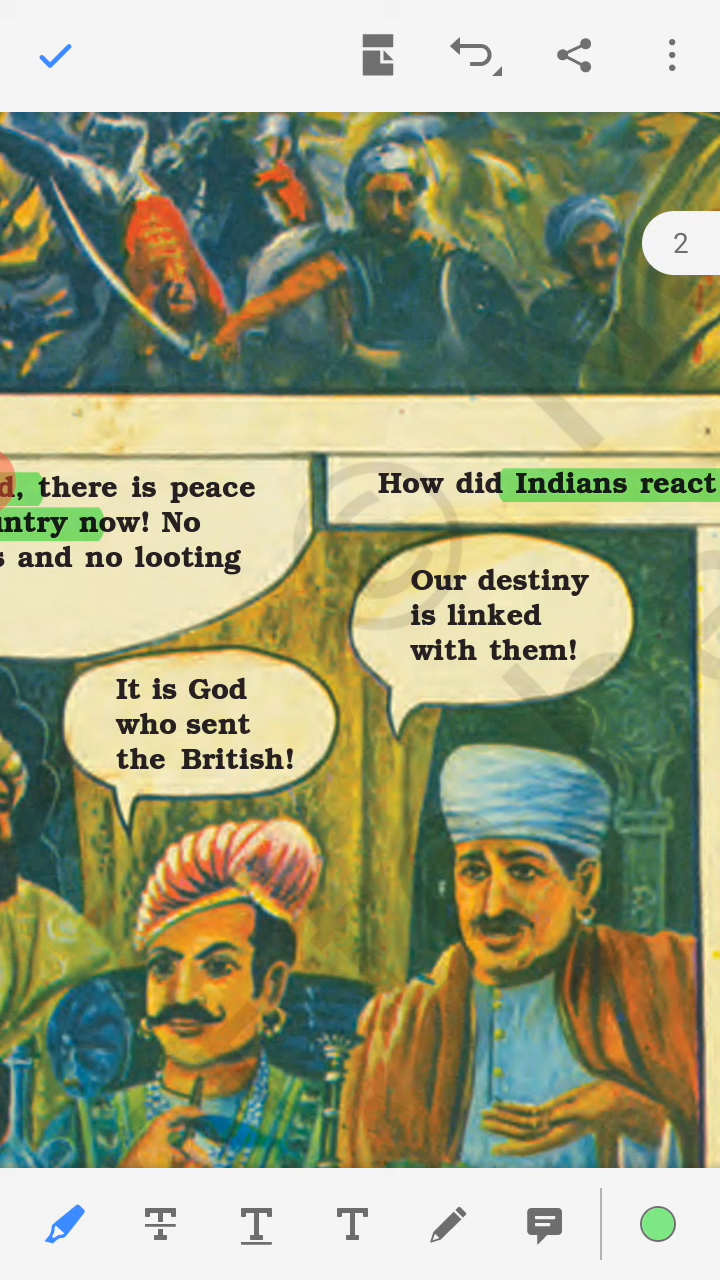 2
d, there is peace
untry now! No
s and no looting
How did Indians react
Our destiny
is linked
with them!
It is God
who sent
the British!